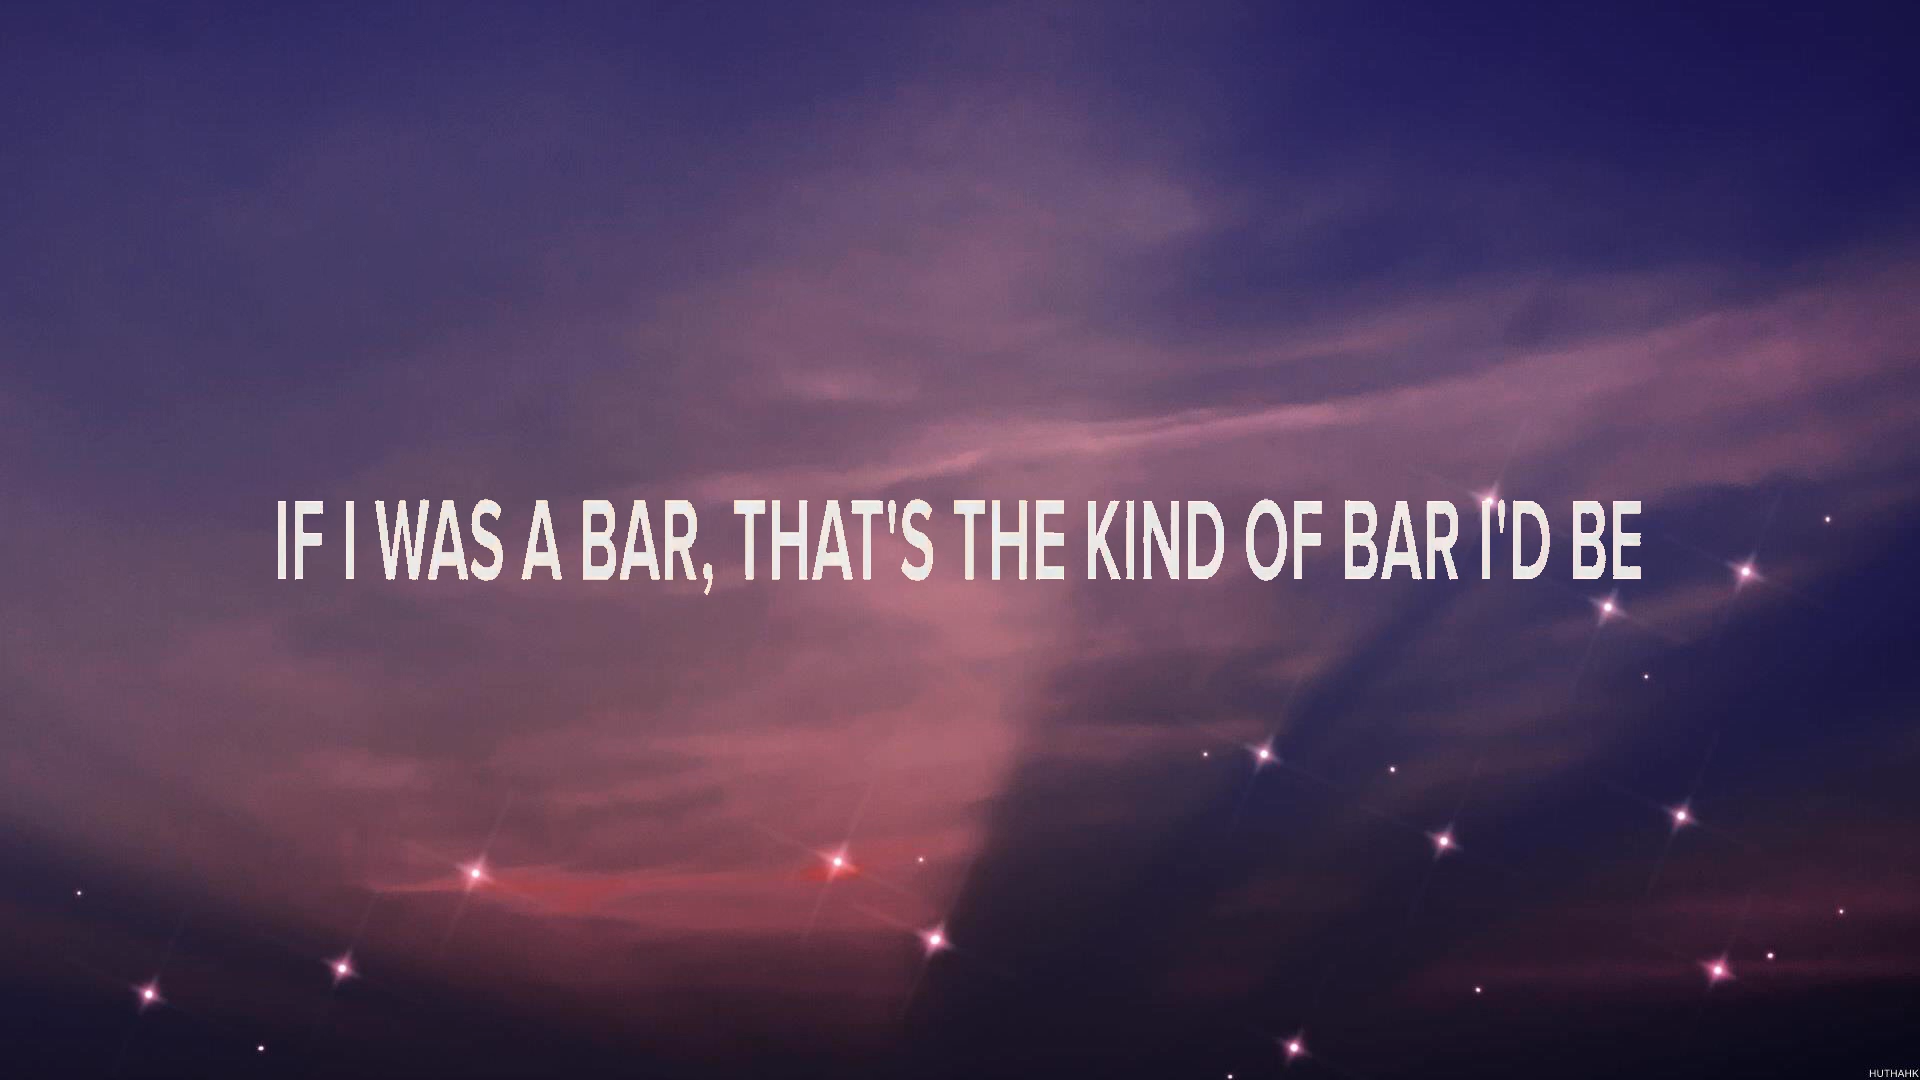 IF I WAS A BAR, THAT'S THE KIND OF BAR I'D BE
HUTHAHK